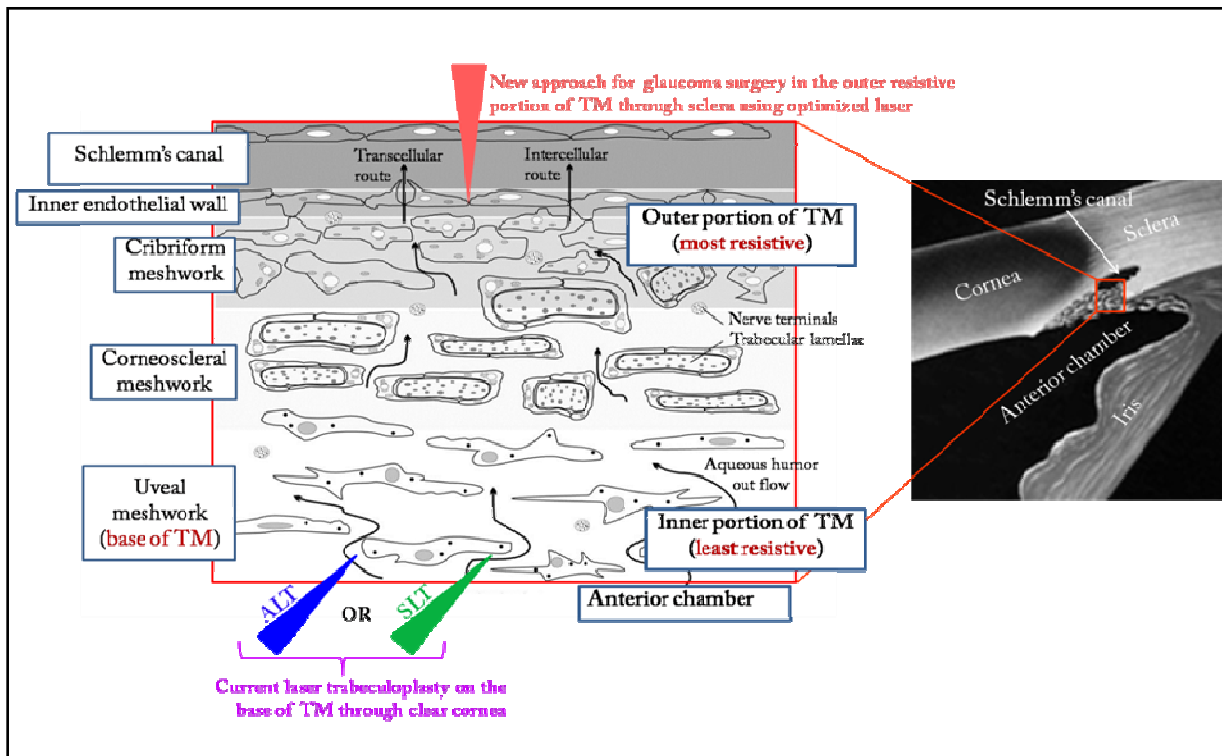 New approach for glaucoma surgery in the outer resistive
portion of TM through sclera using optimized laser
Schlemm's canal
Transcellular
route
Intercellular
route
Inner endothelial wall
Outer portion of TM
(most resistive)
Cribriform
meshwork
Nerve terminals
Trabecular lamellae
Corneoscleral
meshwork
Aqueous humor
out flow
Uveal
meshwork
(base of TM)
Inner portion of TM
(least resistive)
Anterior chamber
ALT
OR
SLT
Current laser trabeculoplasty on the
base of TM through clear cornea
Schlemm's canal
Sclera
Cornea
Anterior chamber
Iris